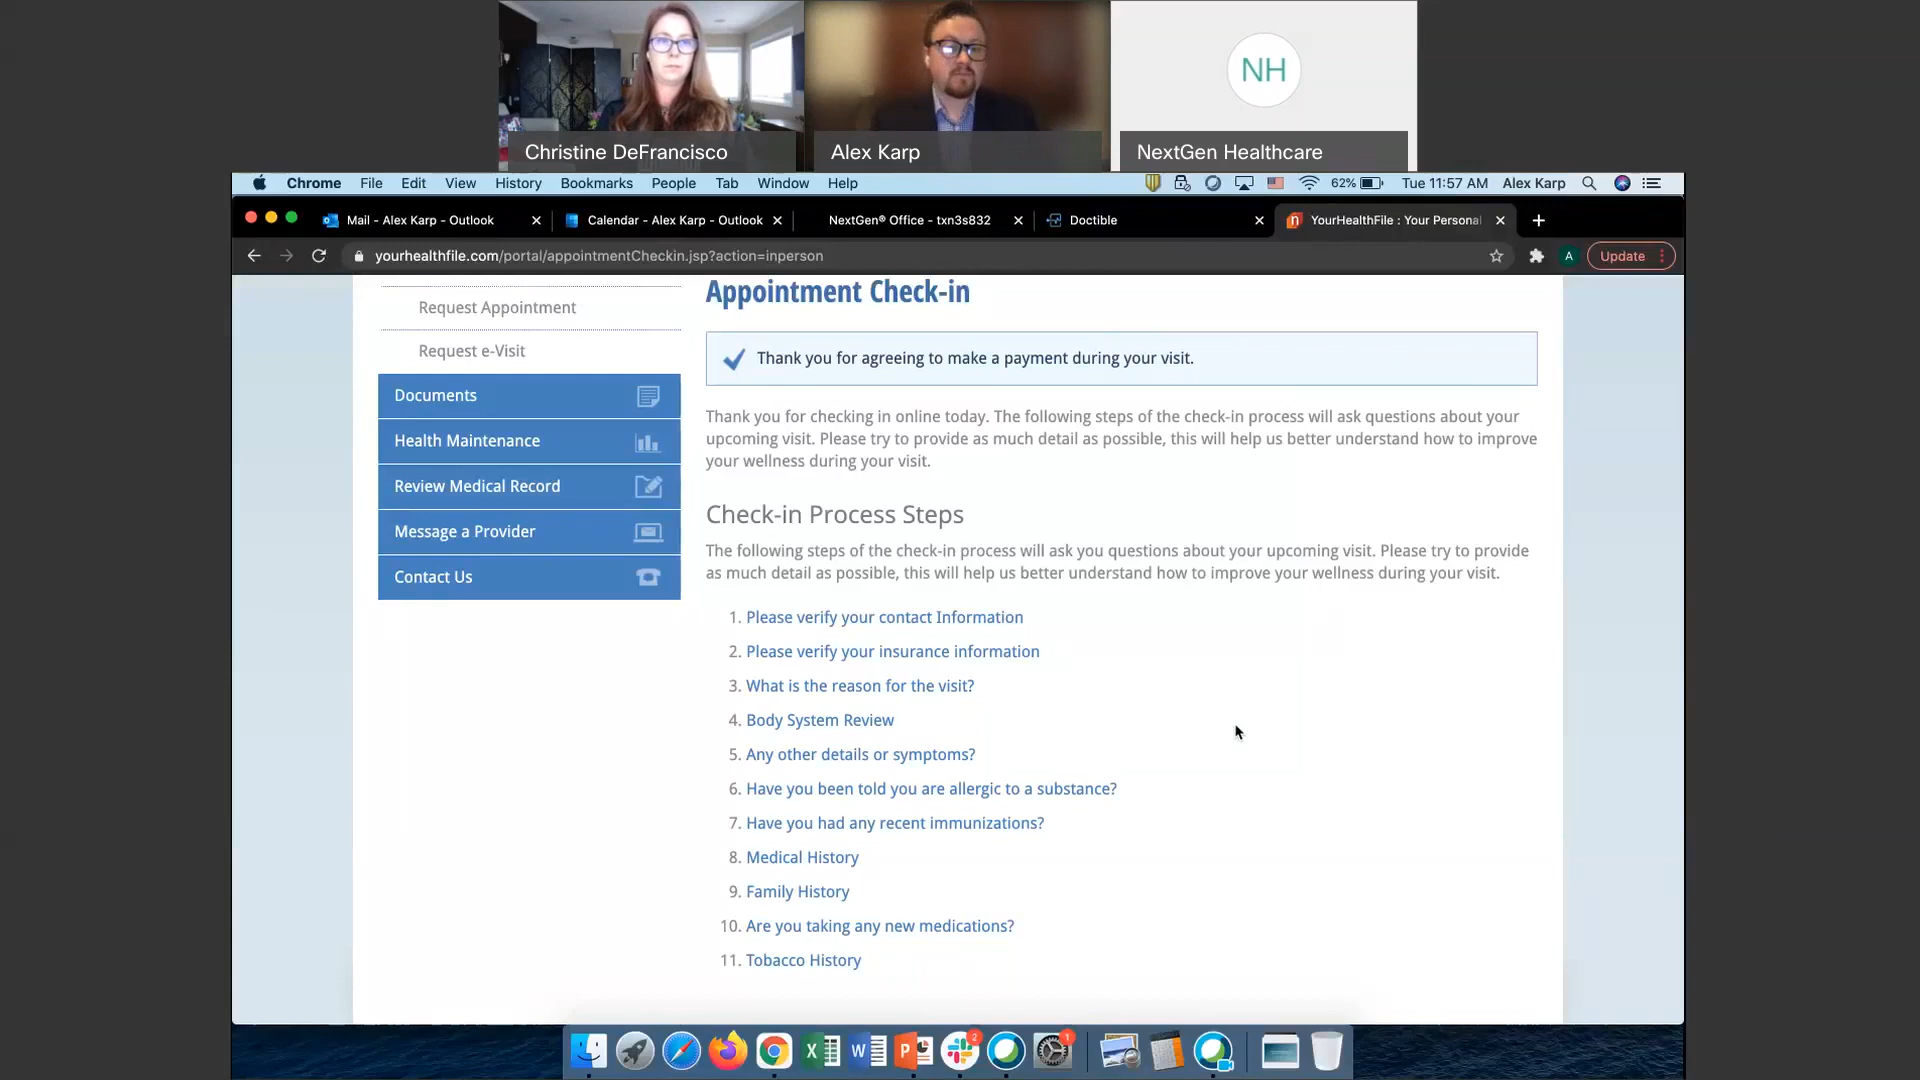 NH
Christine DeFrancisco
Alex Karp
NextGen Healthcare
Chrome File Edit View History Bookmarks People Tab Window Help 62% Tue 11:57 AM Alex Karp
Mail - Alex Karp - Outlook
Calendar - Alex Karp - Outlook
NextGen® Office - txn3s832
Doctible
YourHealthFile : Your Personal
yourhealthfile.com/portal/appointmentCheckin.jsp?action=inperson
A
Update
Request Appointment
Request e-Visit
Documents
Health Maintenance
Review Medical Record
Message a Provider
Contact Us
Appointment Check-in
Thank you for agreeing to make a payment during your visit.
Thank you for checking in online today. The following steps of the check-in process will ask questions about your
upcoming visit. Please try to provide as much detail as possible, this will help us better understand how to improve
your wellness during your visit.
Check-in Process Steps
The following steps of the check-in process will ask you questions about your upcoming visit. Please try to provide
as much detail as possible, this will help us better understand how to improve your wellness during your visit.
1. Please verify your contact Information
2. Please verify your insurance information
3. What is the reason for the visit?
4. Body System Review
5. Any other details or symptoms?
6. Have you been told you are allergic to a substance?
7. Have you had any recent immunizations?
8. Medical History
9. Family History
10. Are you taking any new medications?
11. Tobacco History
X
W
P
2
1